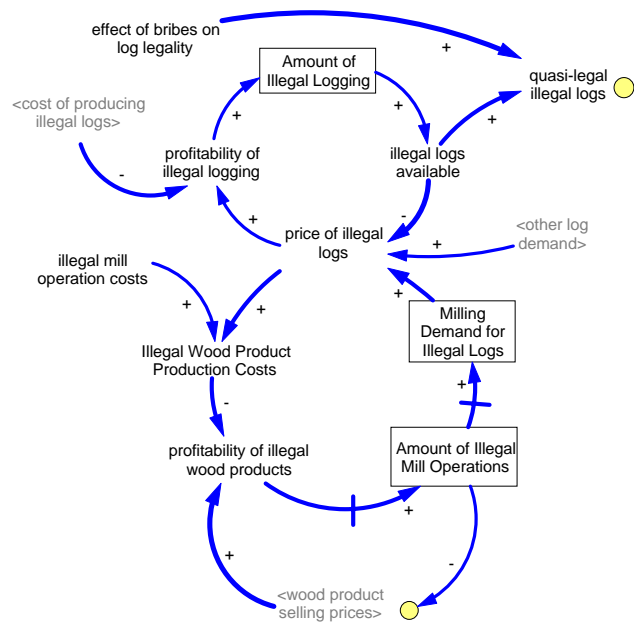 effect of bribes on
log legality
+
Amount of
Illegal Logging
quasi-legal
illegal logs
<cost of producing
illegal logs>
+
+
+
-
profitability of
illegal logging
illegal logs
available
+
-
price of illegal
logs
+
<other log
demand>
illegal mill
operation costs
+
+
+
Milling
Demand for
Illegal Logs
Illegal Wood Product
Production Costs
+
-
profitability of illegal
wood products
Amount of Illegal
Mill Operations
+
+
-
<wood product
selling prices>